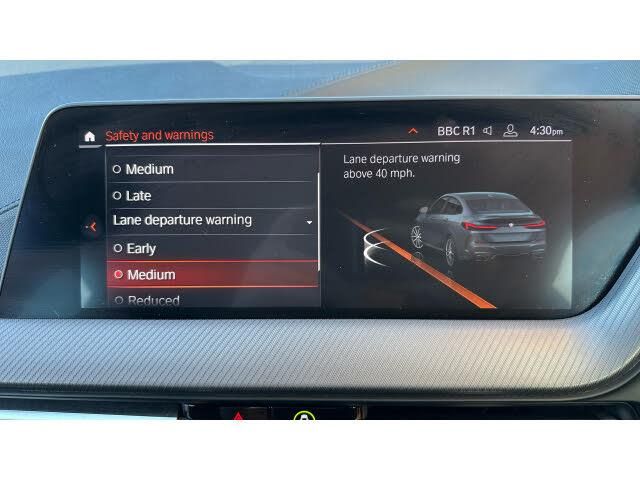 Safety and warnings
BBC R1 4:30pm
Medium
Late
Lane departure warning
Early
Medium
Reduced
Lane departure warning
above 40 mph.